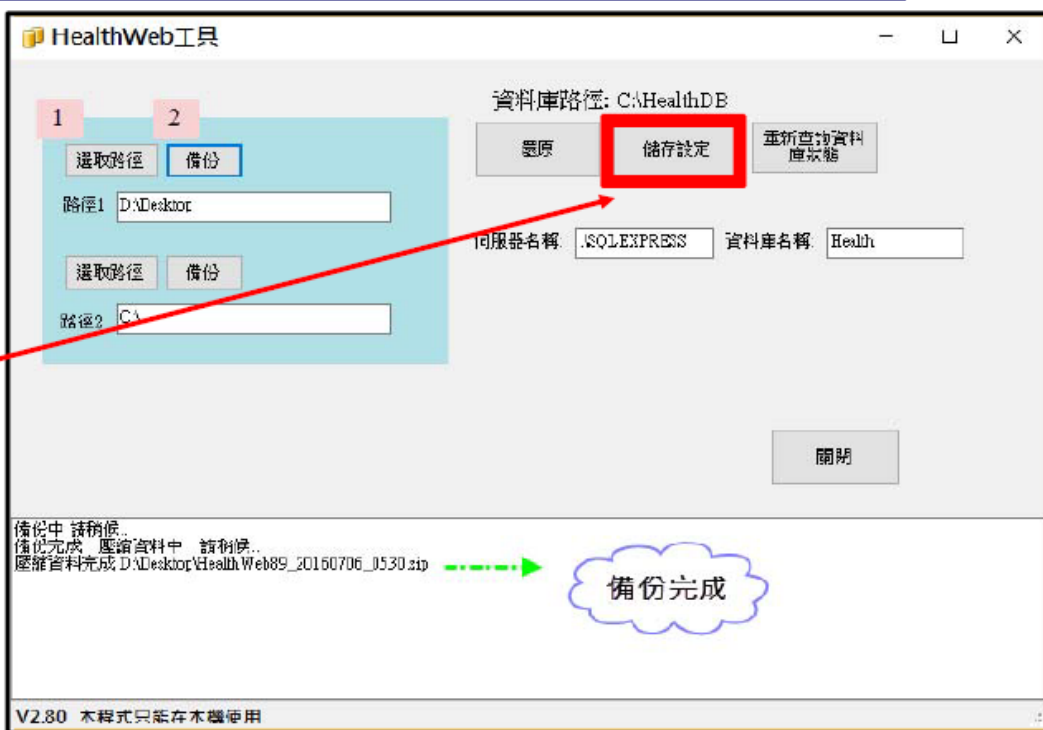 HealthWeb工具
1
2
選取路徑
備份
路徑1
D:\Desktop
選取路徑
備份
路徑2
C:\
資料庫路徑: C:\HealthDB
還原
儲存設定
重新查詢資料
庫狀態
伺服器名稱:
.\SQLEXPRESS
資料庫名稱:
Health
關閉
備份中 請稍候..
備份完成 壓縮資料中 請稍候..
壓縮資料完成 D:\Desktop\HealthWeb89_20160706_0530.zip
備份完成
V2.80 本程式只能在本機使用